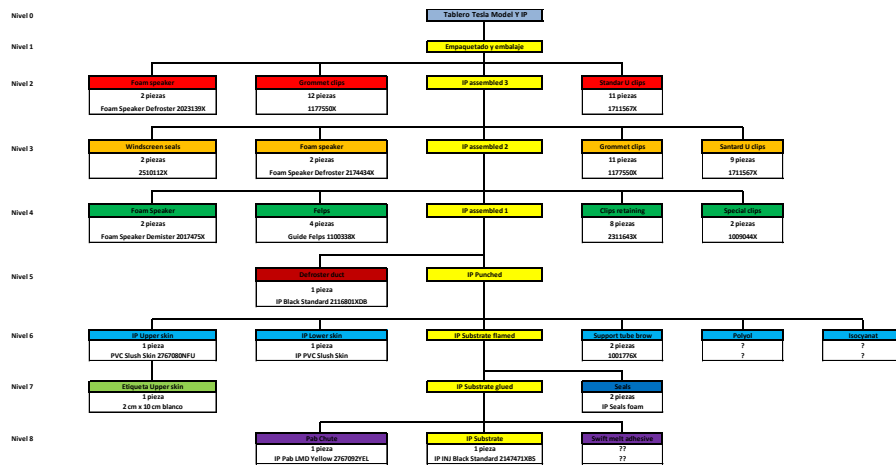 Nivel 0
Tablero Tesla Model Y IP
Nivel 1
Empaquetado y embalaje
Nivel 2
Foam speaker
Grommet clips
IP assembled 3
Standar U clips
2 piezas
12 piezas
11 piezas
Foam Speaker Defroster 2023139X
1177550X
1711567X
Nivel 3
Windscreen seals
Foam speaker
IP assembled 2
Grommet clips
Santard U clips
2 piezas
2 piezas
11 piezas
9 piezas
2510112X
Foam Speaker Defroster 2174434X
1177550X
1711567X
Nivel 4
Foam Speaker
Felps
IP assembled 1
Clips retaining
Special clips
2 piezas
4 piezas
8 piezas
2 piezas
Foam Speaker Demister 2017475X
Guide Felps 1100338X
2311643X
1009044X
Nivel 5
Defroster duct
IP Punched
1 pieza
IP Black Standard 2116801XDB
Nivel 6
IP Upper skin
IP Lower skin
IP Substrate flamed
Support tube brow
Polyol
Isocyanat
1 pieza
1 pieza
2 piezas
?
?
PVC Slush Skin 2767080NFU
IP PVC Slush Skin
1001776X
?
?
Nivel 7
Etiqueta Upper skin
IP Substrate glued
Seals
1 pieza
2 piezas
2 cm x 10 cm blanco
IP Seals foam
Nivel 8
Pab Chute
IP Substrate
Swift melt adhesive
1 pieza
1 pieza
??
IP Pab LMD Yellow 2767092YEL
IP INJ Black Standard 2147471XBS
??